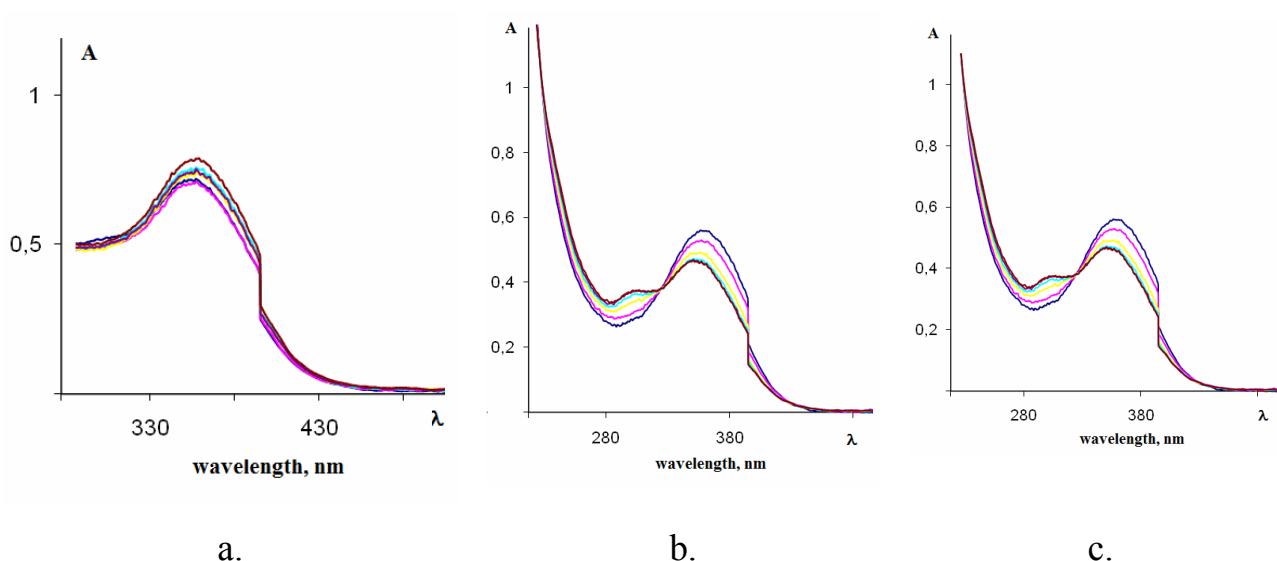 A
1
0,5
330
430
λ
wavelength, nm
a.
A
1
0,8
0,6
0,4
0,2
280
380
λ
wavelength, nm
b.
A
1
0,8
0,6
0,4
0,2
280
380
λ
wavelength, nm
c.